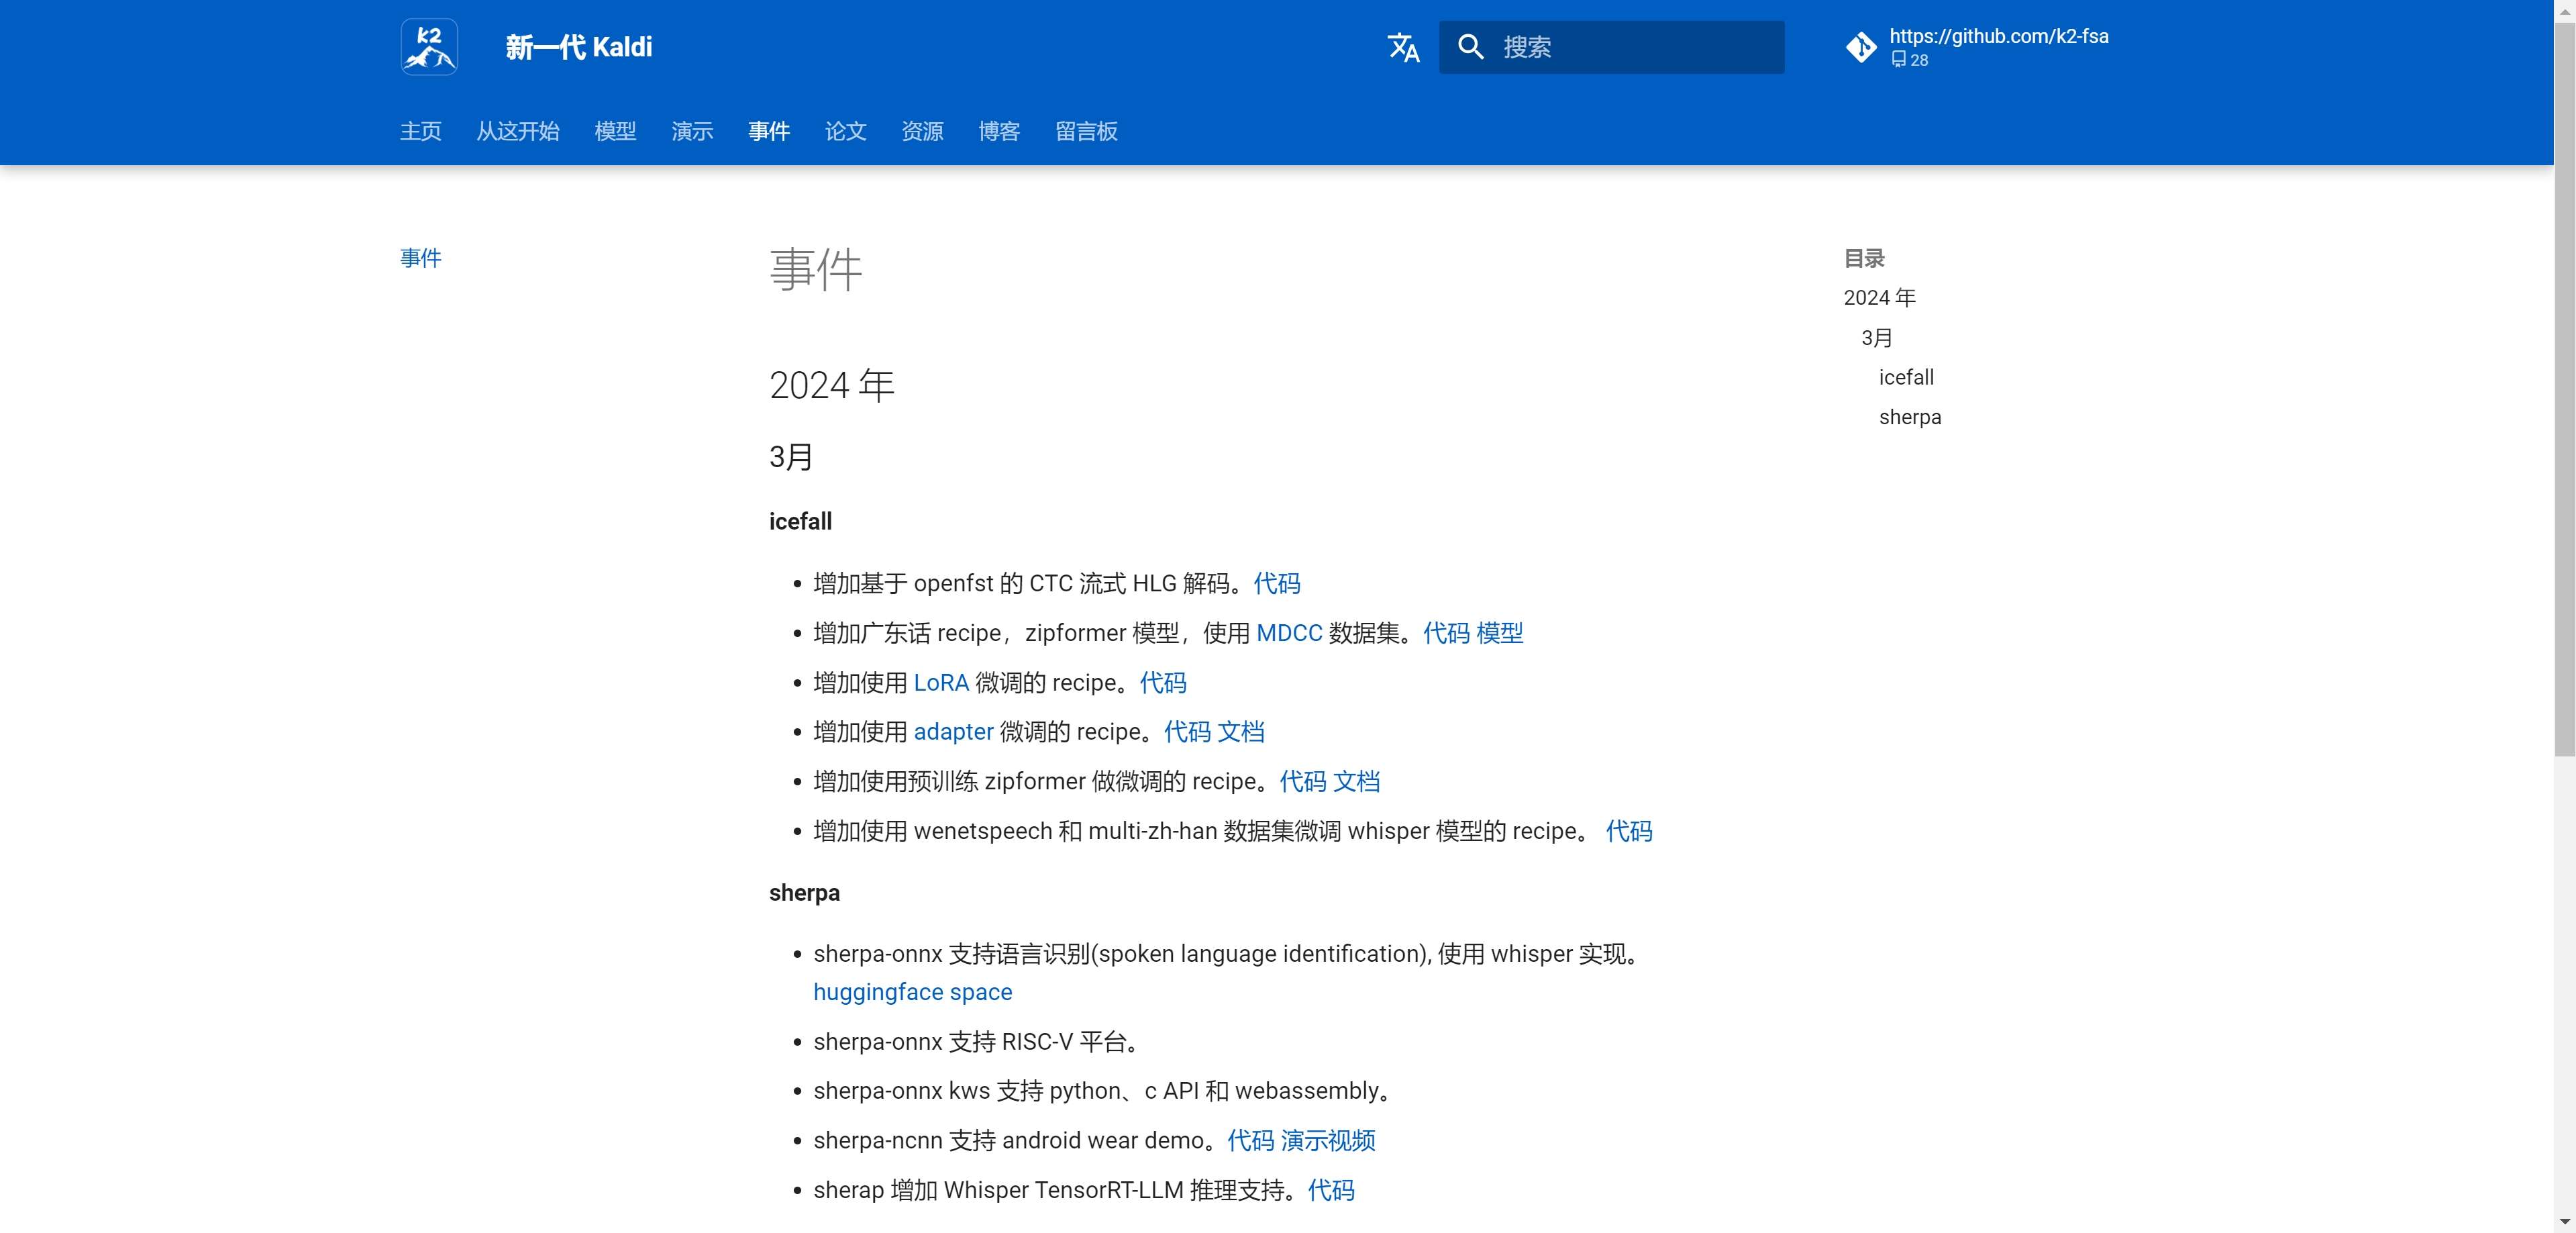 k2
新一代 Kaldi
搜索
https://github.com/k2-fsa
28
主页 从这开始 模型 演示 事件 论文 资源 博客 留言板
事件
事件
2024 年
3月
icefall
增加基于 openfst 的 CTC 流式 HLG 解码。代码
增加广东话 recipe，zipformer 模型，使用 MDCC 数据集。代码 模型
增加使用 LoRA 微调的 recipe。代码
增加使用 adapter 微调的 recipe。代码 文档
增加使用预训练 zipformer 做微调的 recipe。代码 文档
增加使用 wenetspeech 和 multi-zh-han 数据集微调 whisper 模型的 recipe。 代码
sherpa
sherpa-onnx 支持语言识别(spoken language identification), 使用 whisper 实现。
huggingface space
sherpa-onnx 支持 RISC-V 平台。
sherpa-onnx kws 支持 python、c API 和 webassembly。
sherpa-ncnn 支持 android wear demo。代码 演示视频
sherap 增加 Whisper TensorRT-LLM 推理支持。代码
目录
2024 年
3月
icefall
sherpa